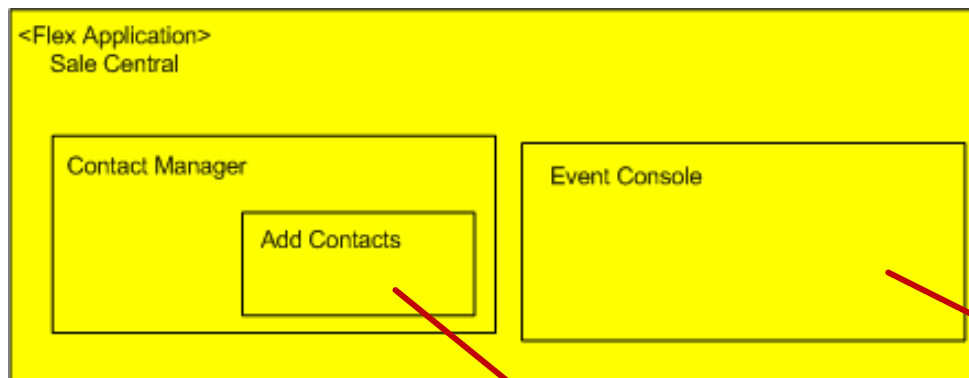 <Flex Application>
Sale Central
Contact Manager
Add Contacts
Event Console